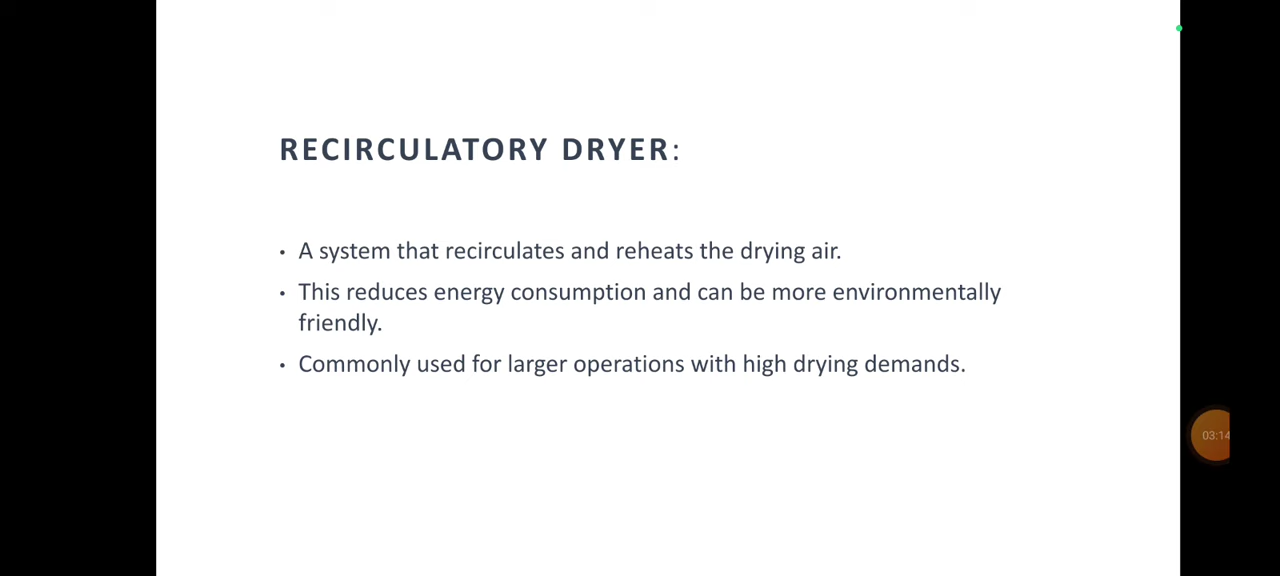 RECIRCULATORY DRYER:
• A system that recirculates and reheats the drying air.
• This reduces energy consumption and can be more environmentally
friendly.
• Commonly used for larger operations with high drying demands.
03:14